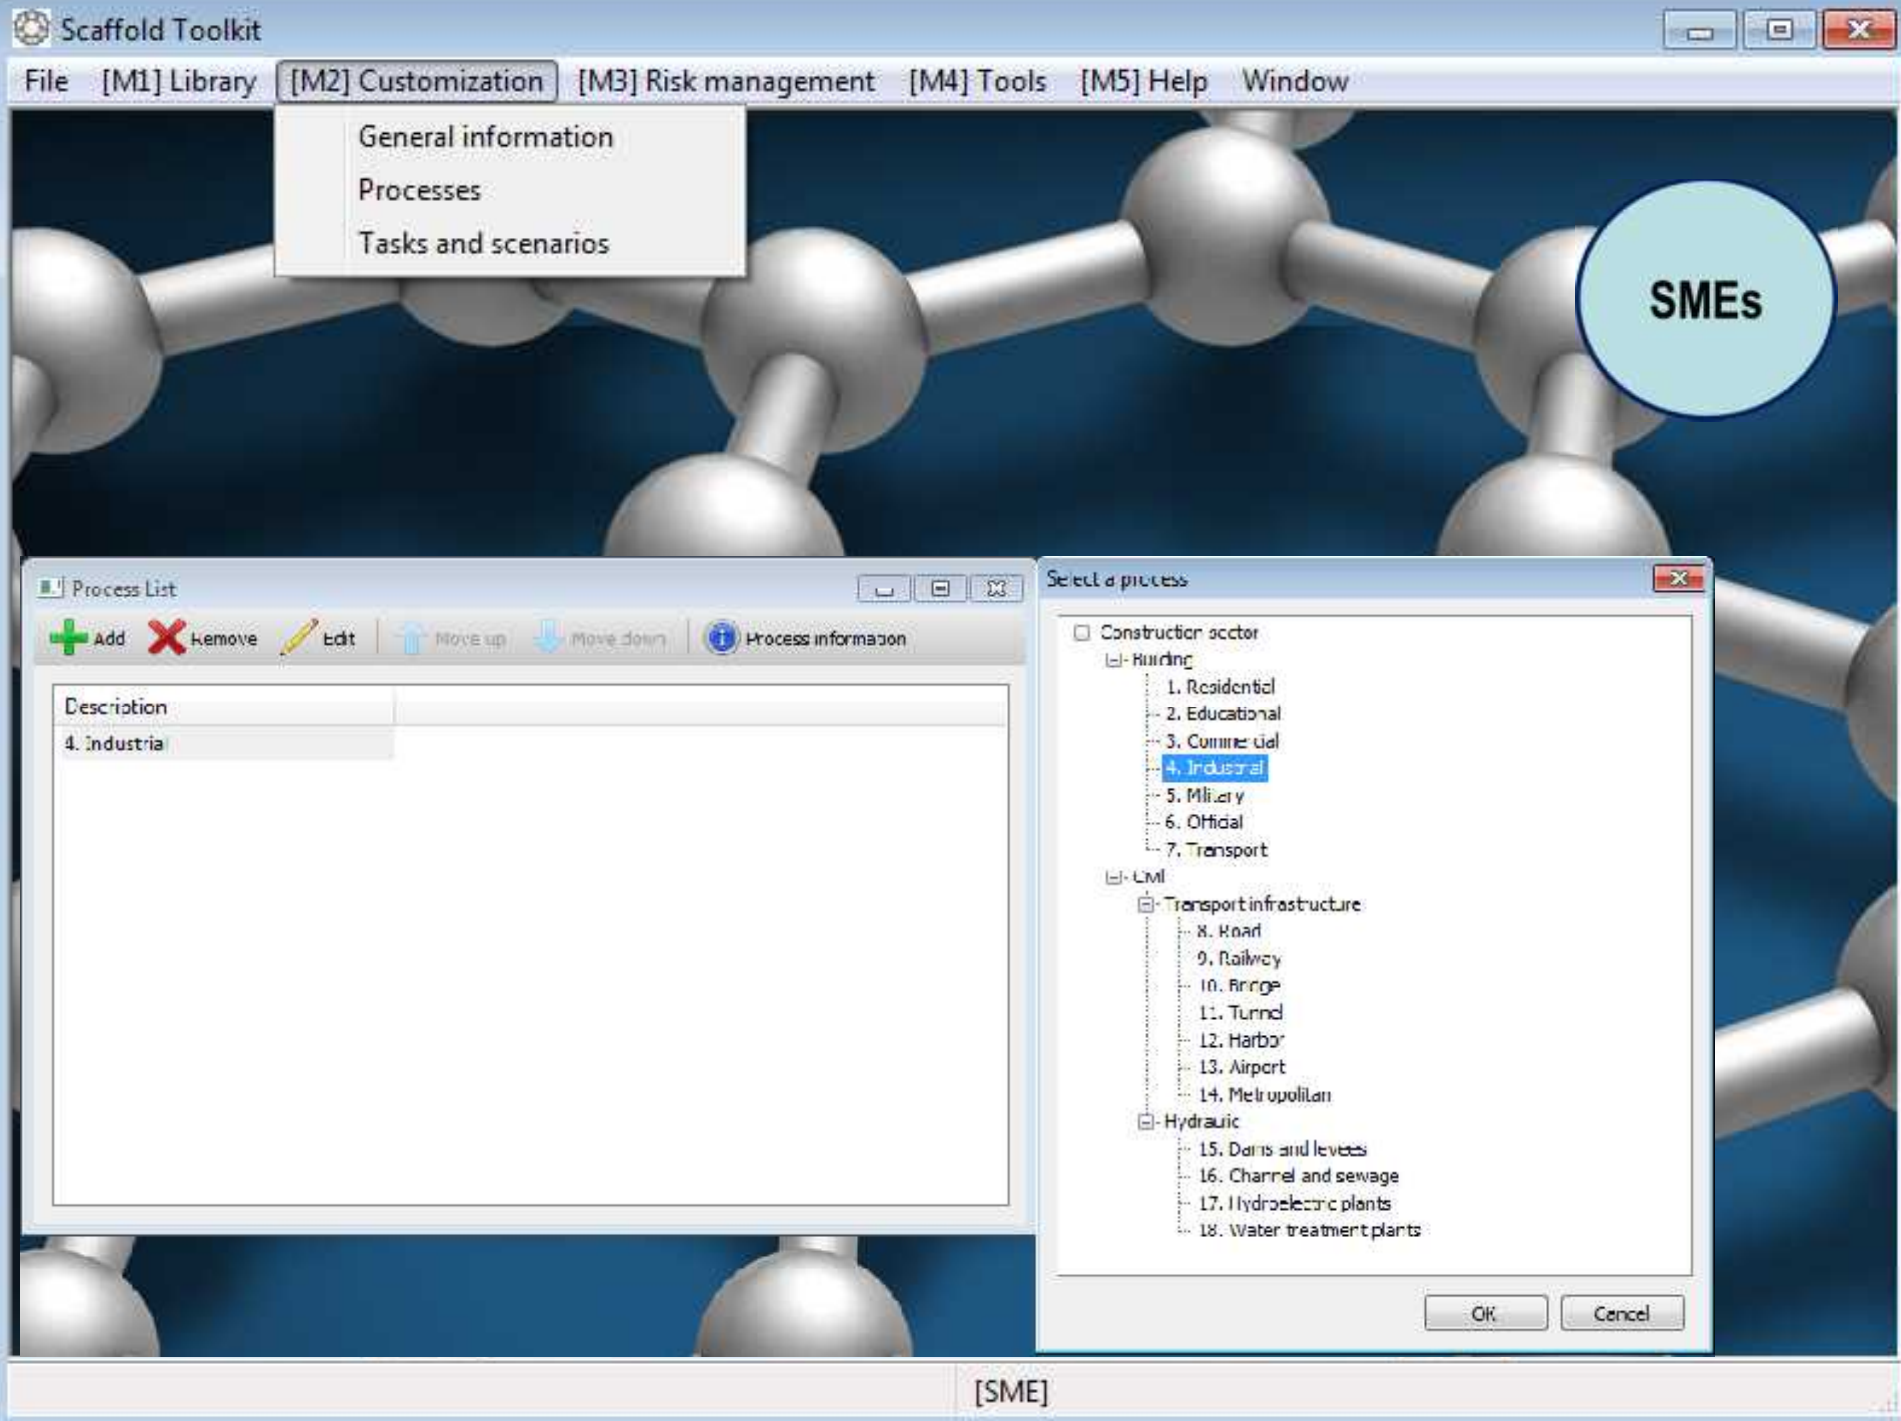 Scaffold Toolkit
File [M1] Library [M2] Customization [M3] Risk management [M4] Tools [M5] Help Window
General information
Processes
Tasks and scenarios
SMEs
Process List
Add Remove Edit Move up Move down Process information
Description
4. Industrial
Select a process
Construction sector
Building
1. Residential
2. Educational
3. Commercial
4. Industrial
5. Military
6. Official
7. Transport
Civil
Transport infrastructure
8. Road
9. Railway
10. Bridge
11. Tunnel
12. Harbor
13. Airport
14. Metropolitan
Hydraulic
15. Dams and levees
16. Channel and sewage
17. Hydroelectric plants
18. Water treatment plants
OK Cancel
[SME]